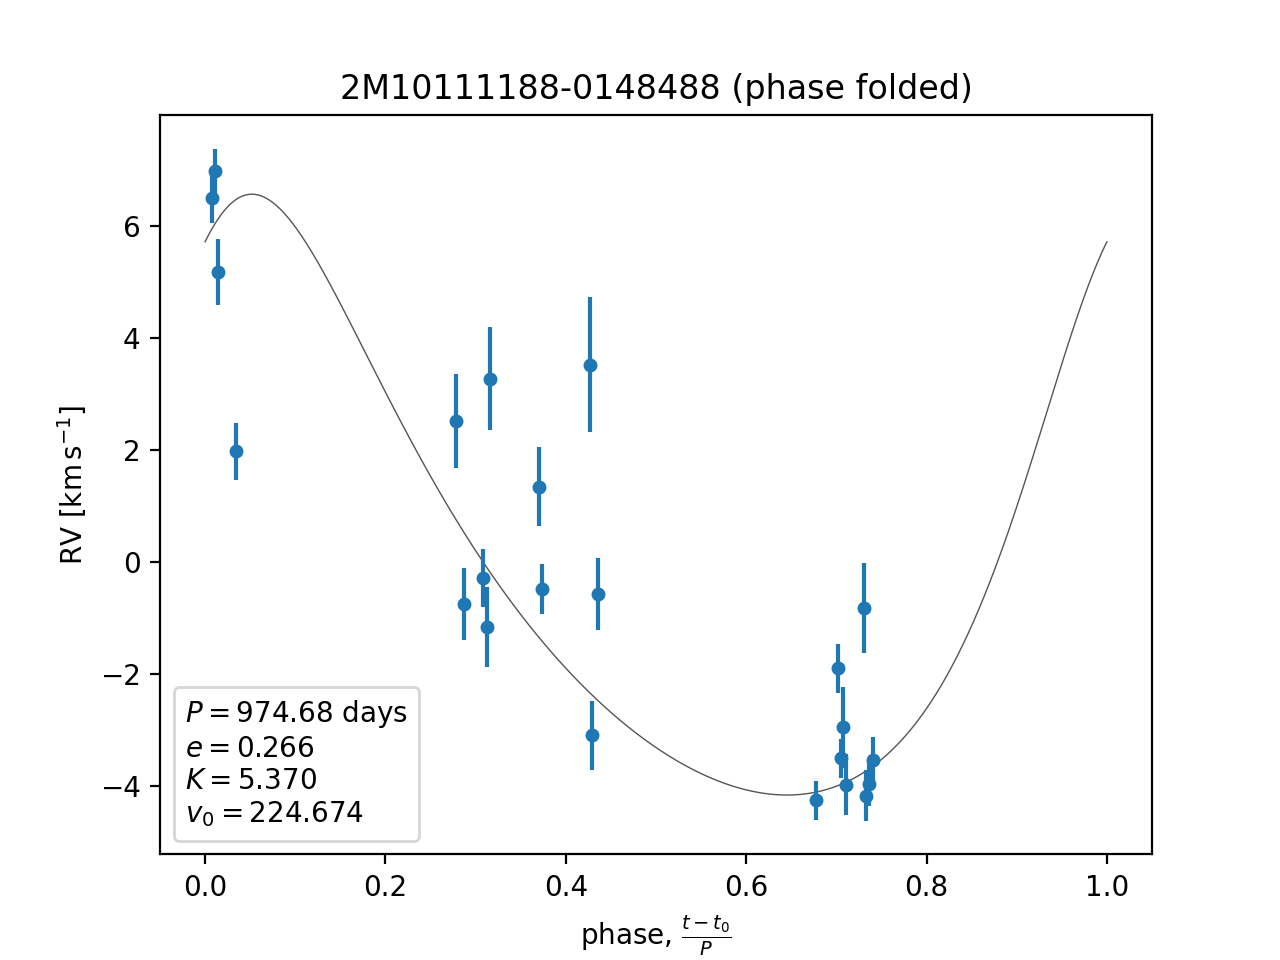 2M10111188-0148488 (phase folded)
RV [km s⁻¹]
6
4
2
0
−2
−4
P = 974.68 days
e = 0.266
K = 5.370
v₀ = 224.674
0.0 0.2 0.4 0.6 0.8 1.0
phase, (t − t₀)/P